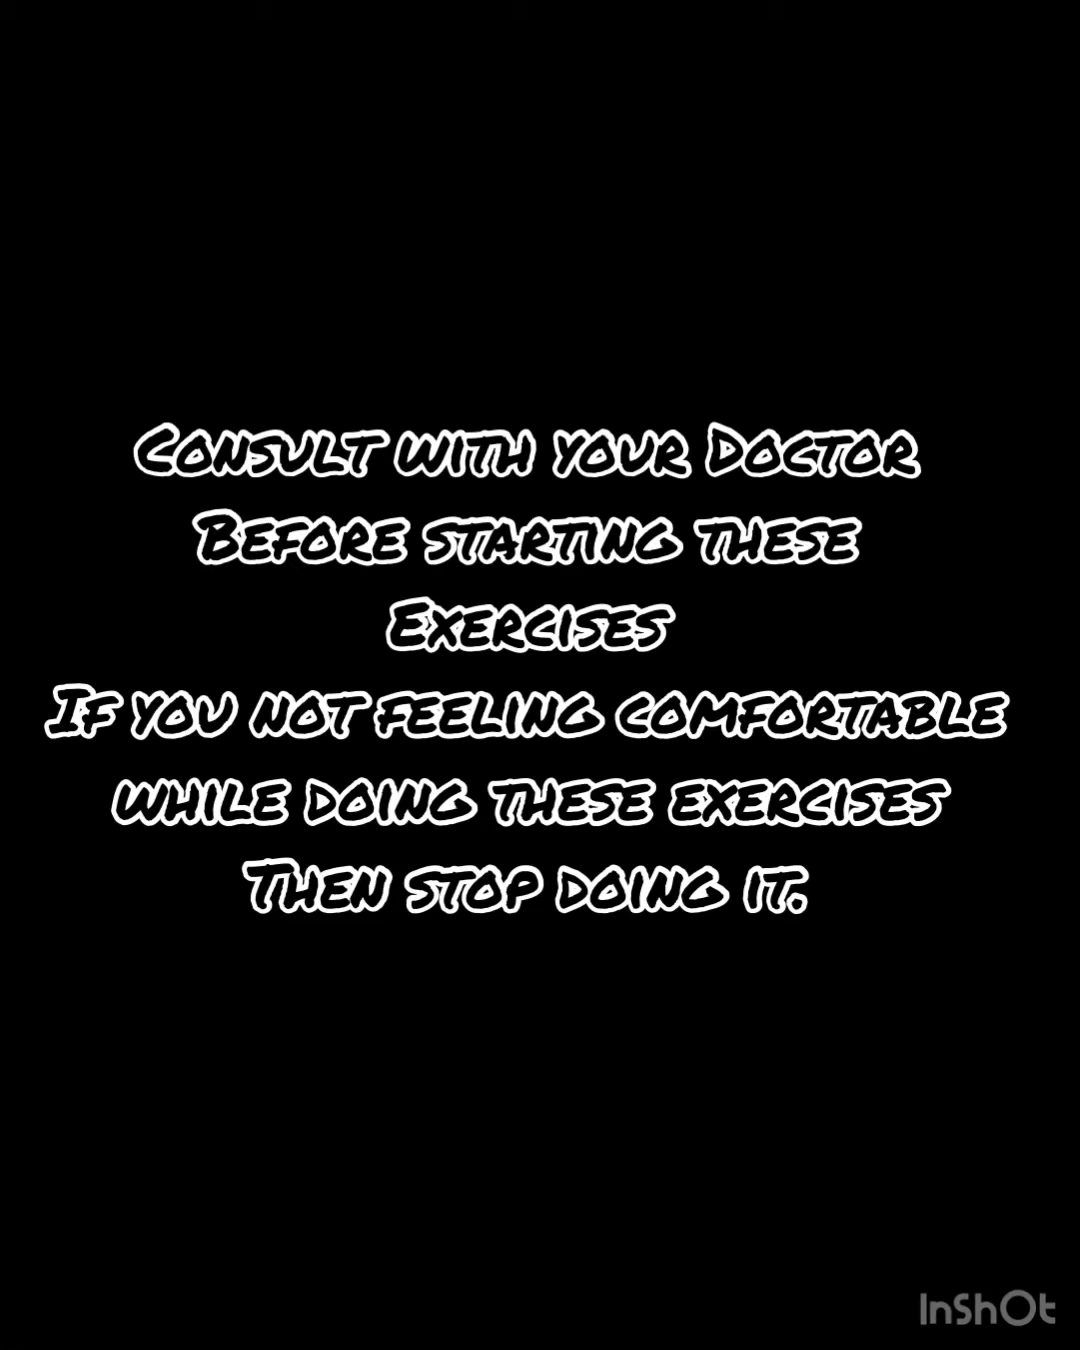 Consult with your Doctor
Before starting these
Exercises
If you not feeling comfortable
while doing these exercises
Then stop doing it.
InShOt